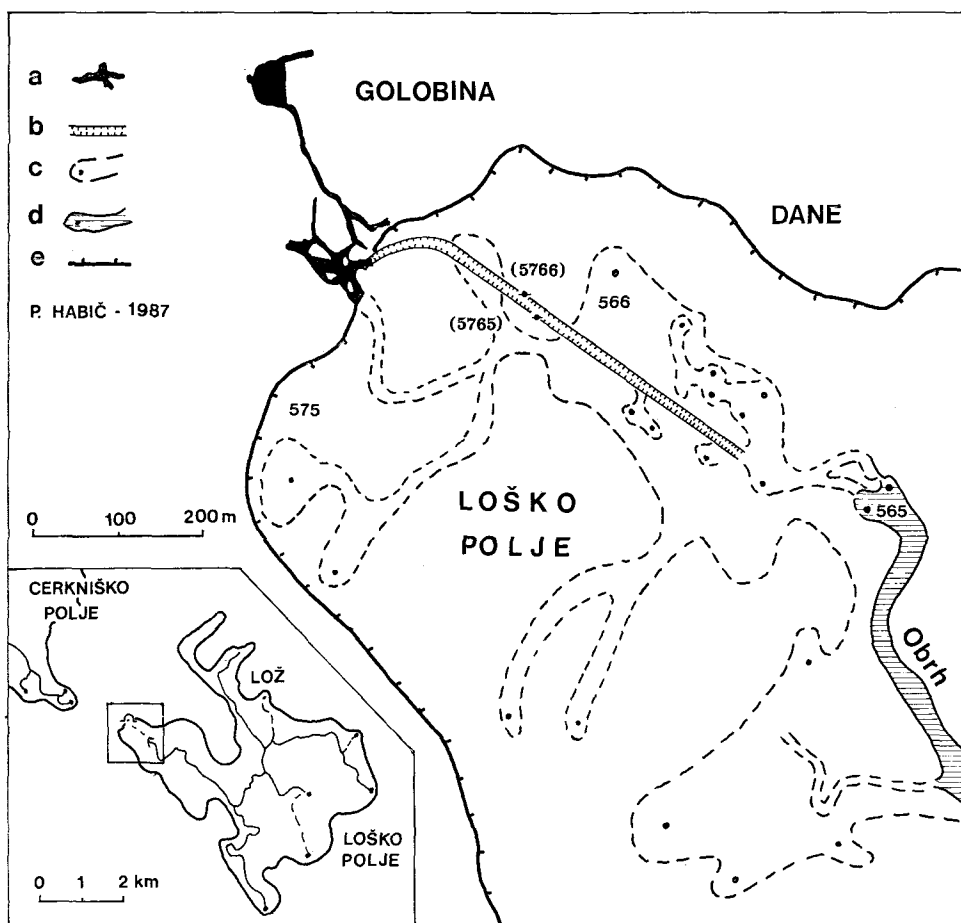 a
b
c
d
e
P. HABIČ - 1987
GOLOBINA
DANE
(5766)
566
(5765)
575
LOŠKO
POLJE
565
Obrh
0 100 200 m
CERKNIŠKO
POLJE
LOŽ
LOŠKO
POLJE
0 1 2 km